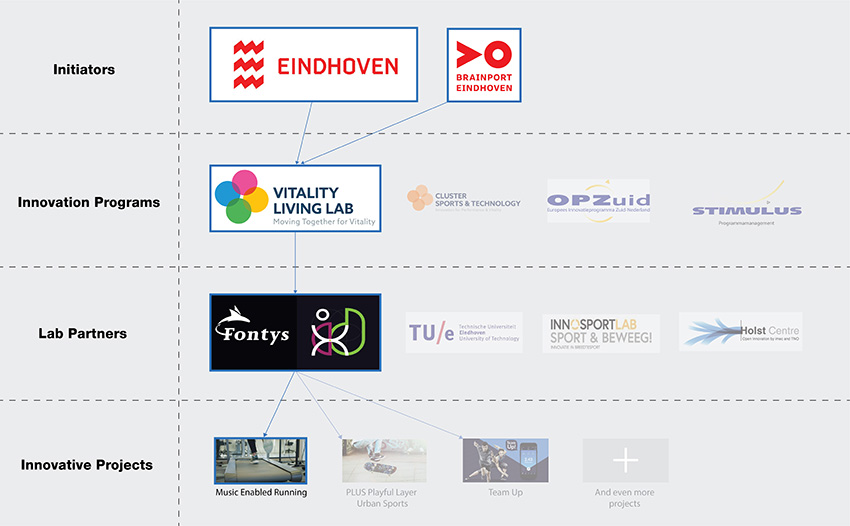 Initiators
EINDHOVEN
BRAINPORT
EINDHOVEN
Innovation Programs
VITALITY
LIVING LAB
Moving Together for Vitality
CLUSTER
SPORTS & TECHNOLOGY
OPZuid
Europees Innovatieprogramma Zuid-Nederland
STIMULUS
Programmamanagement
Lab Partners
Fontys
TU/e
Technische Universiteit
Eindhoven
University of Technology
INNOSPORTLAB
SPORT & BEWEEG!
INNOVATIE IN BREEDTESPORT
Holst Centre
Open Innovation by imec and TNO
Innovative Projects
Music Enabled Running
PLUS Playful Layer
Urban Sports
Team Up
And even more
projects